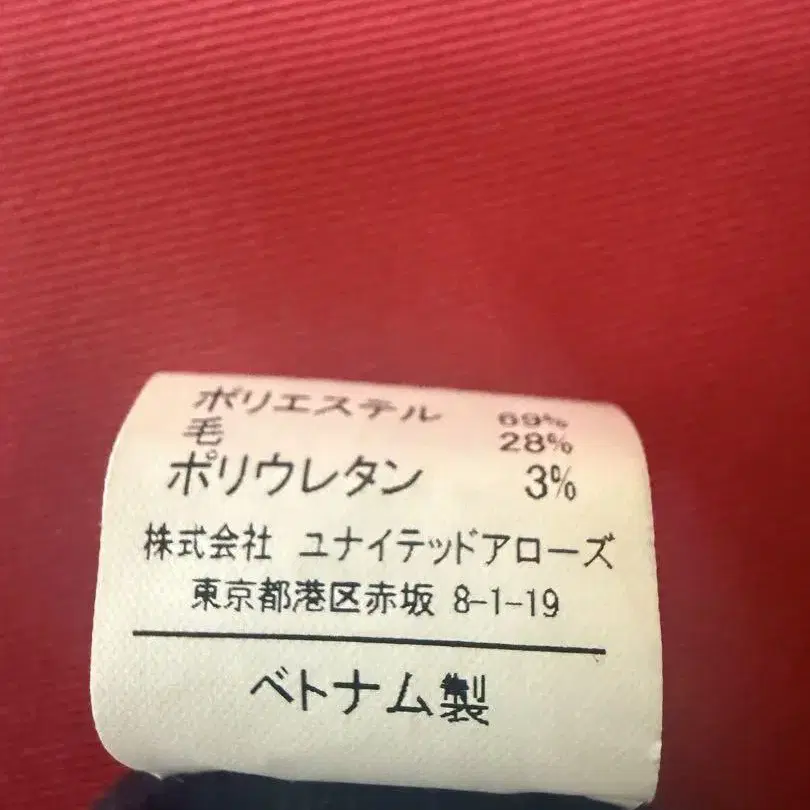 ポリエステル 69%
毛 28%
ポリウレタン 3%
株式会社 ユナイテッドアローズ
東京都港区赤坂 8-1-19
ベトナム製